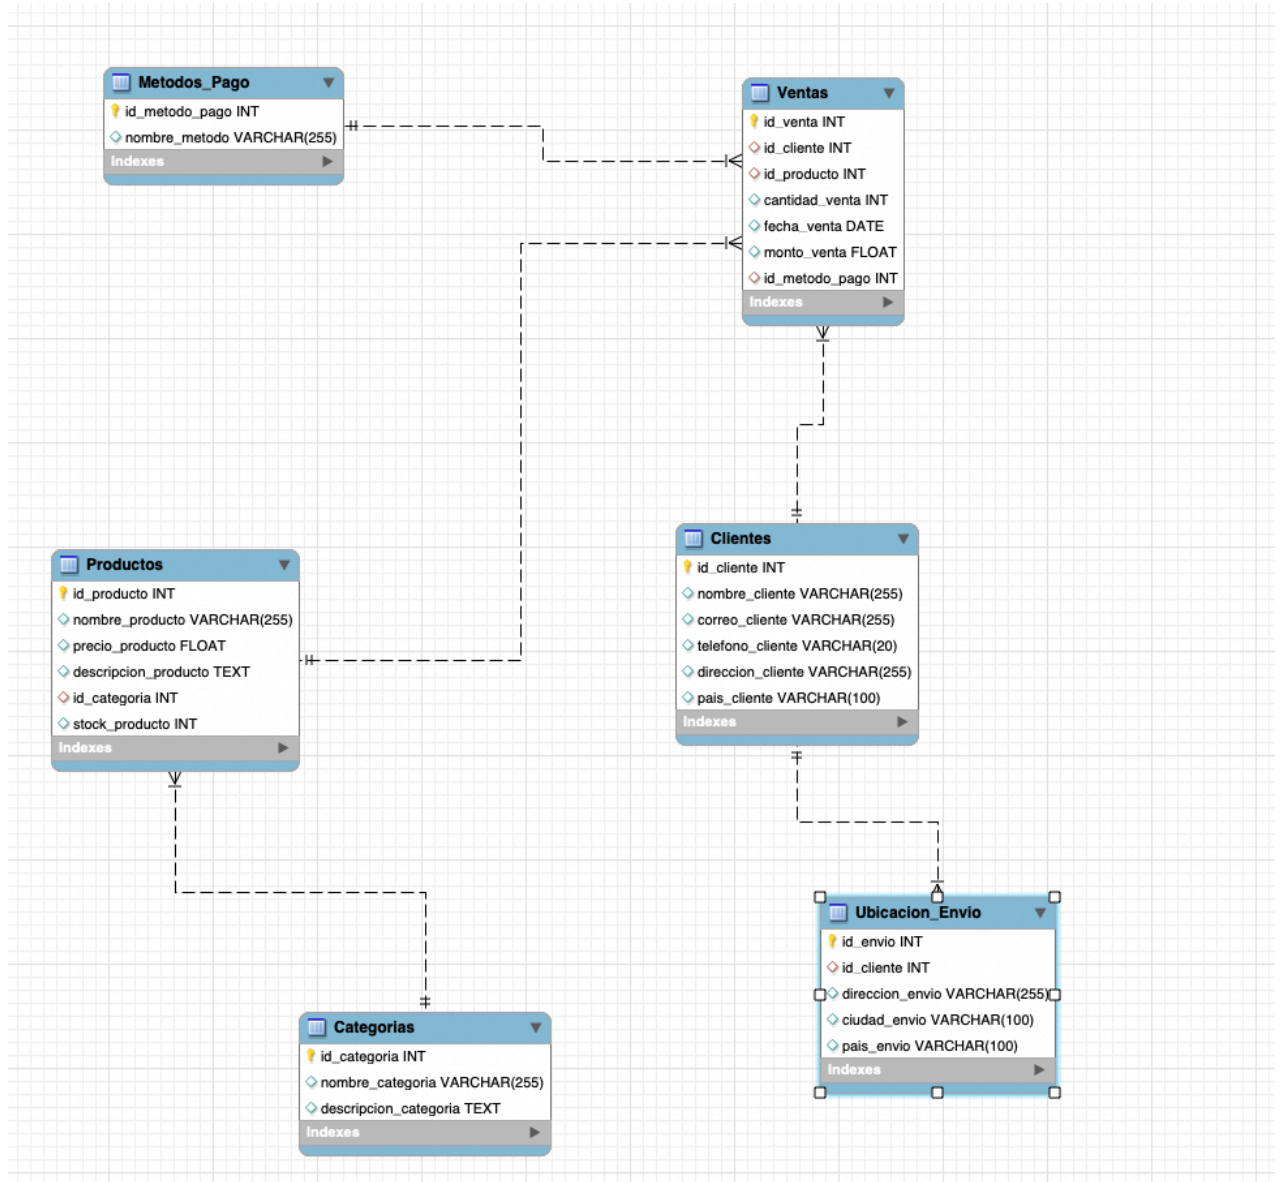 Metodos_Pago
id_metodo_pago INT
nombre_metodo VARCHAR(255)
Indexes
Ventas
id_venta INT
id_cliente INT
id_producto INT
cantidad_venta INT
fecha_venta DATE
monto_venta FLOAT
id_metodo_pago INT
Indexes
Productos
id_producto INT
nombre_producto VARCHAR(255)
precio_producto FLOAT
descripcion_producto TEXT
id_categoria INT
stock_producto INT
Indexes
Clientes
id_cliente INT
nombre_cliente VARCHAR(255)
correo_cliente VARCHAR(255)
telefono_cliente VARCHAR(20)
direccion_cliente VARCHAR(255)
pais_cliente VARCHAR(100)
Indexes
Ubicacion_Envio
id_envio INT
id_cliente INT
direccion_envio VARCHAR(255)
ciudad_envio VARCHAR(100)
pais_envio VARCHAR(100)
Indexes
Categorias
id_categoria INT
nombre_categoria VARCHAR(255)
descripcion_categoria TEXT
Indexes